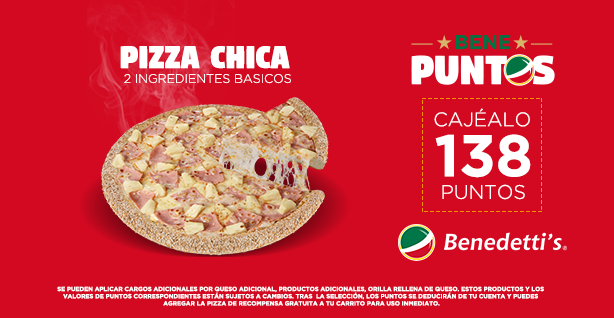 PIZZA CHICA
2 INGREDIENTES BASICOS
BENE
PUNTOS
CAJÉALO
138
PUNTOS
Benedetti's®
SE PUEDEN APLICAR CARGOS ADICIONALES POR QUESO ADICIONAL, PRODUCTOS ADICIONALES, ORILLA RELLENA DE QUESO. ESTOS PRODUCTOS Y LOS
VALORES DE PUNTOS CORRESPONDIENTES ESTÁN SUJETOS A CAMBIOS. TRAS LA SELECCIÓN, LOS PUNTOS SE DEDUCIRÁN DE TU CUENTA Y PUEDES
AGREGAR LA PIZZA DE RECOMPENSA GRATUITA A TU CARRITO PARA USO INMEDIATO.